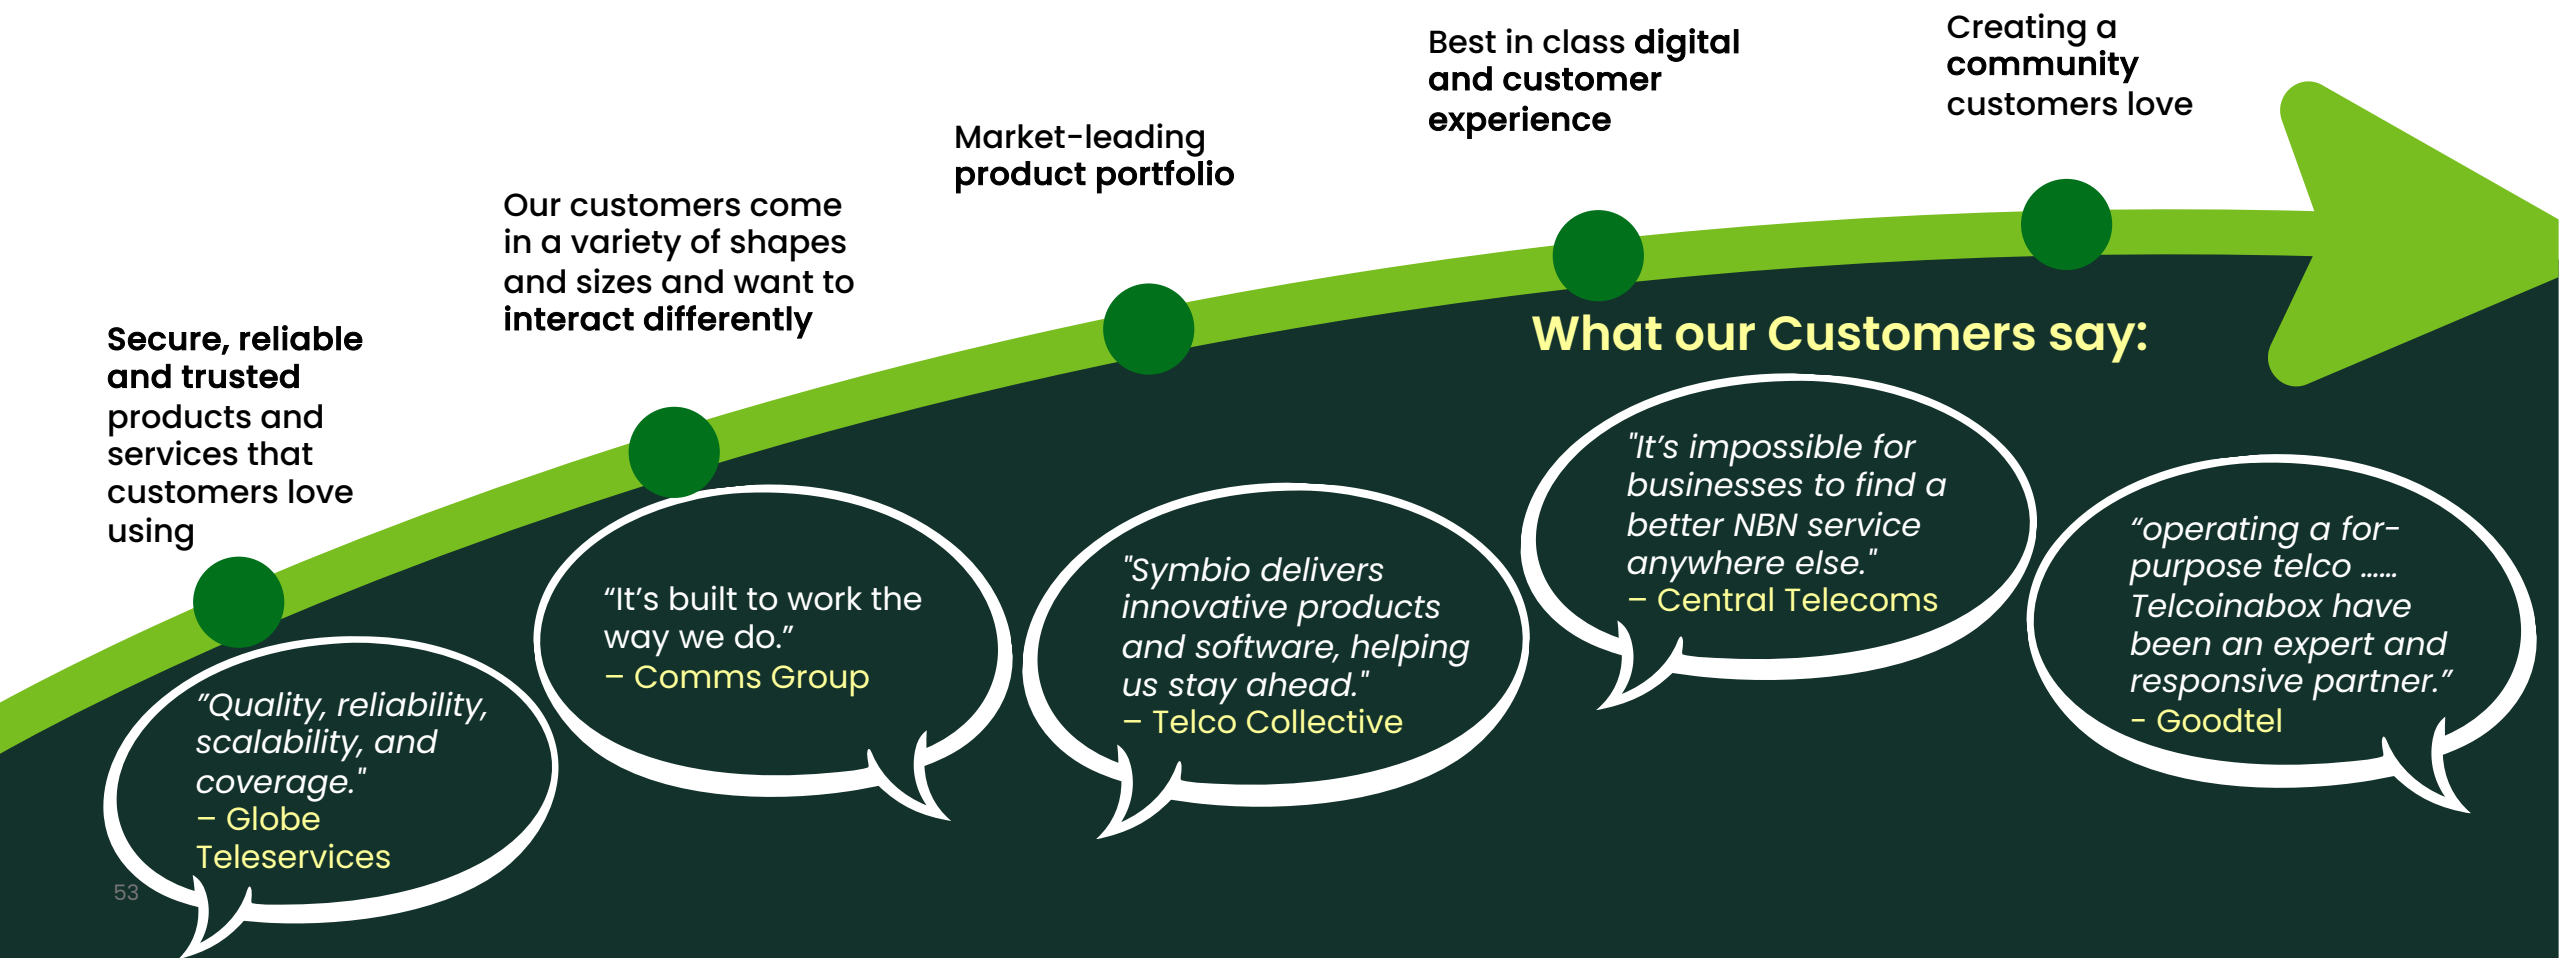 Secure, reliable
and trusted
products and
services that
customers love
using
Our customers come
in a variety of shapes
and sizes and want to
interact differently
Market-leading
product portfolio
Best in class digital
and customer
experience
Creating a
community
customers love
What our Customers say:
"Quality, reliability,
scalability, and
coverage."
– Globe
Teleservices
“It’s built to work the
way we do.”
– Comms Group
"Symbio delivers
innovative products
and software, helping
us stay ahead."
– Telco Collective
"It’s impossible for
businesses to find a
better NBN service
anywhere else."
– Central Telecoms
“operating a for-
purpose telco ……
Telcoinabox have
been an expert and
responsive partner.”
- Goodtel
53